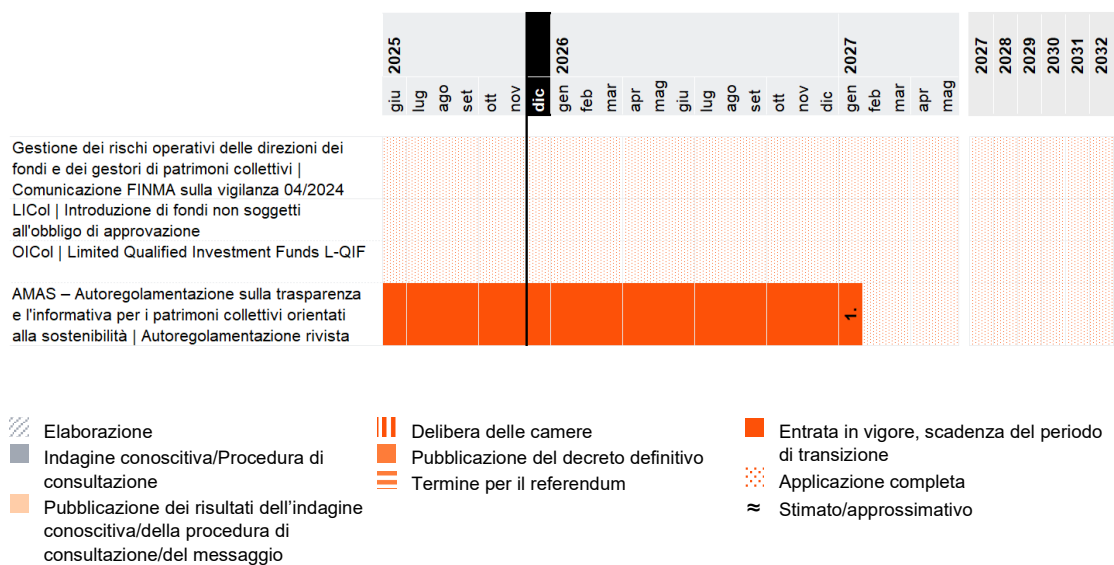 2025
2026
2027
2027
2028
2029
2030
2031
2032
giu
lug
ago
set
ott
nov
dic
gen
feb
mar
apr
mag
giu
lug
ago
set
ott
nov
dic
gen
feb
mar
apr
mag
Gestione dei rischi operativi delle direzioni dei
fondi e dei gestori di patrimoni collettivi |
Comunicazione FINMA sulla vigilanza 04/2024
LICol | Introduzione di fondi non soggetti
all'obbligo di approvazione
OICol | Limited Qualified Investment Funds L-QIF
AMAS – Autoregolamentazione sulla trasparenza
e l'informativa per i patrimoni collettivi orientati
alla sostenibilità | Autoregolamentazione rivista
1.
Elaborazione
Indagine conoscitiva/Procedura di
consultazione
Pubblicazione dei risultati dell’indagine
conoscitiva/della procedura di
consultazione/del messaggio
Delibera delle camere
Pubblicazione del decreto definitivo
Termine per il referendum
Entrata in vigore, scadenza del periodo
di transizione
Applicazione completa
≈ Stimato/approssimativo